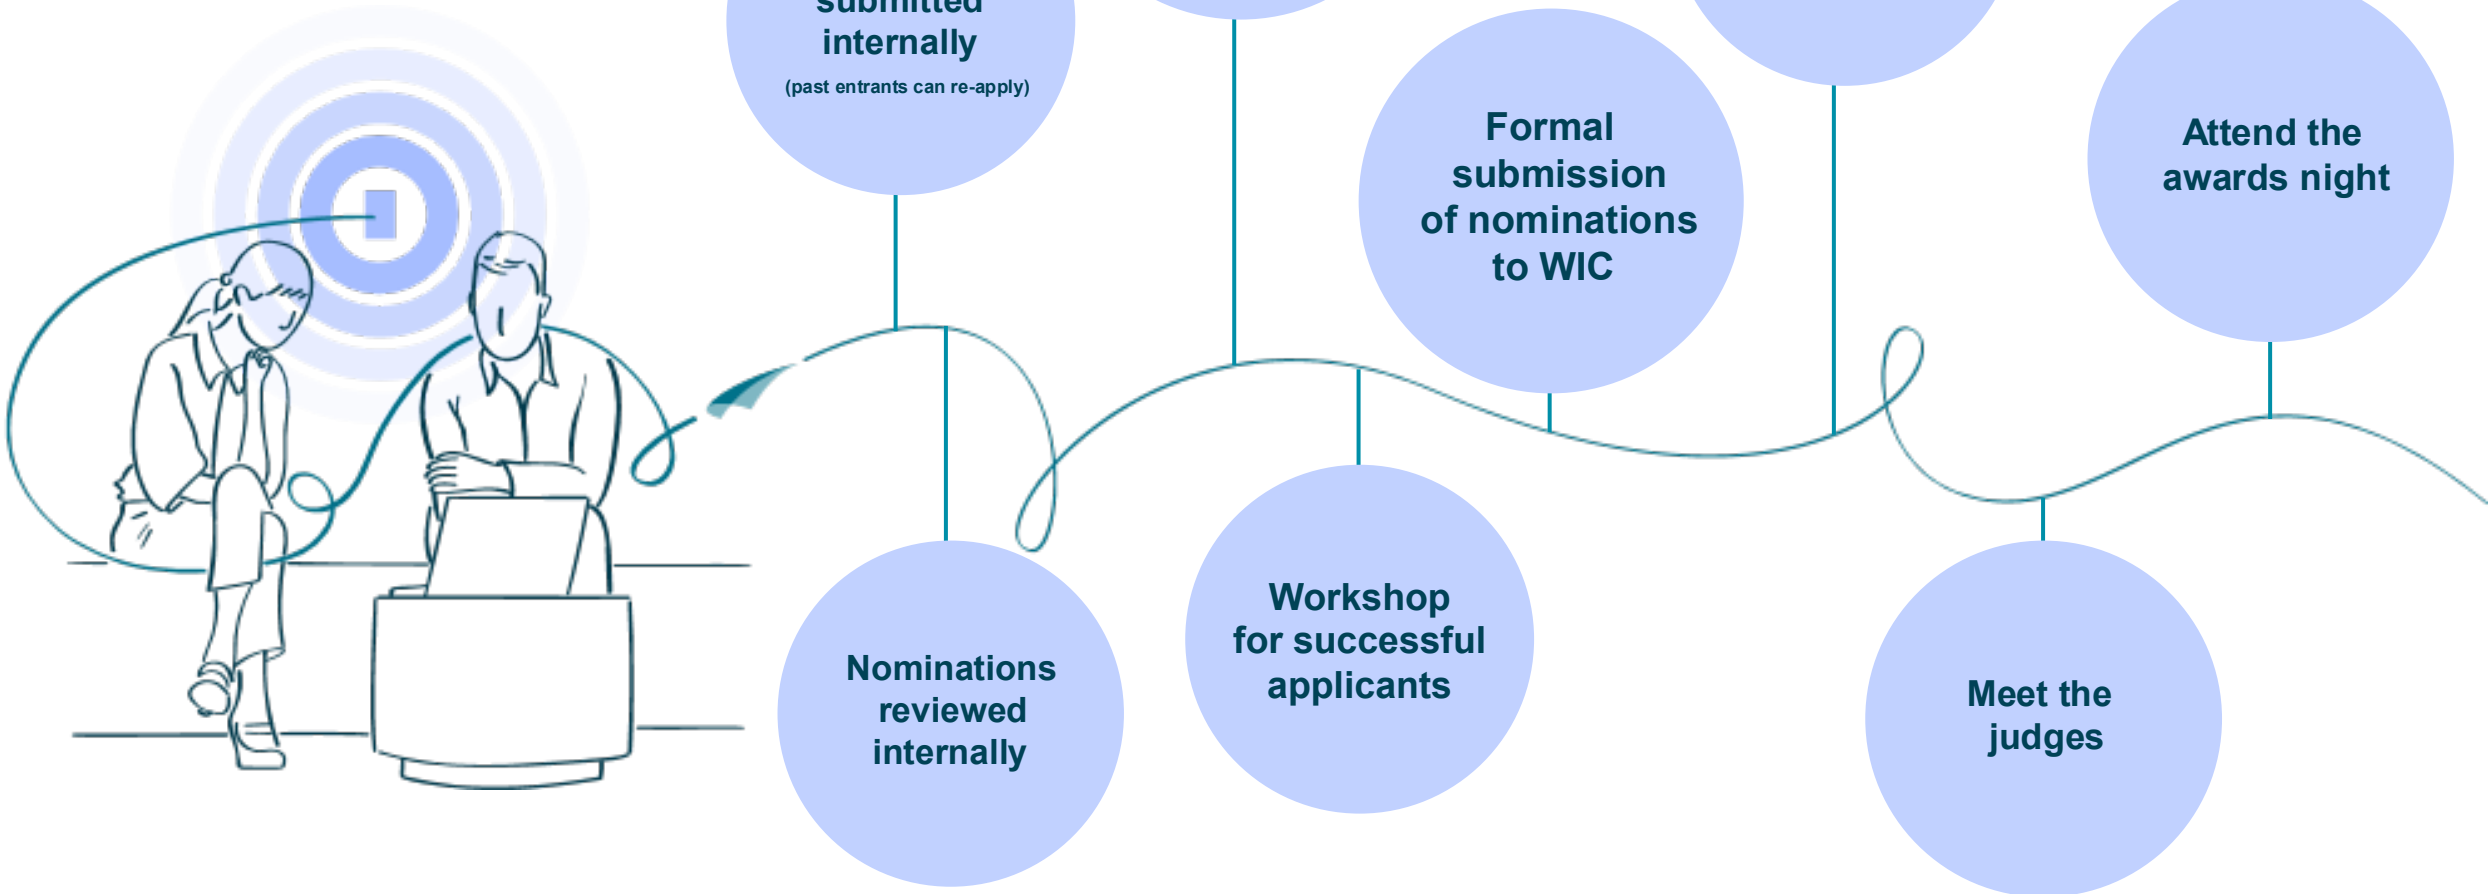 submitted
internally
(past entrants can re-apply)
Nominations
reviewed
internally
Workshop
for successful
applicants
Formal
submission
of nominations
to WIC
Meet the
judges
Attend the
awards night